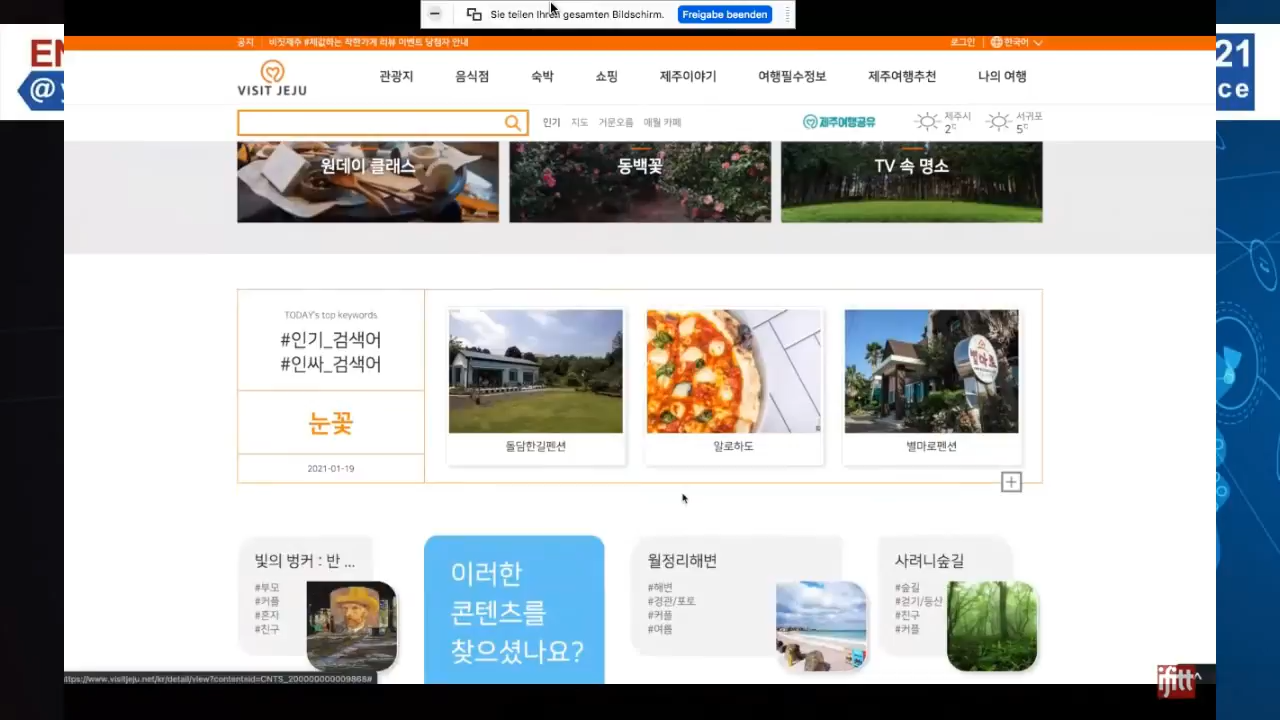 Sie teilen Ihren gesamten Bildschirm.
Freigabe beenden
공지
비짓제주 #제값하는 착한가게 리뷰 이벤트 당첨자 안내
로그인
한국어
EN
21
@
ce
VISIT JEJU
관광지
음식점
숙박
쇼핑
제주이야기
여행필수정보
제주여행추천
나의 여행
인기
지도
거문오름
애월 카페
제주여행공유
제주시
2℃
서귀포
5℃
원데이 클래스
동백꽃
TV 속 명소
TODAY's top keywords
#인기_검색어
#인싸_검색어
눈꽃
2021-01-19
돌담한길펜션
말로하도
별마로펜션
별마로
빛의 벙커 : 반 ...
#부모
#커플
#혼자
#친구
이러한
콘텐츠를
찾으셨나요?
월정리해변
#해변
#경관/포토
#커플
#여름
사려니숲길
#숲길
#걷기/등산
#친구
#커플
https://www.visitjeju.net/kr/detail/view?contentsid=CNTS_200000000009868#
ifitt